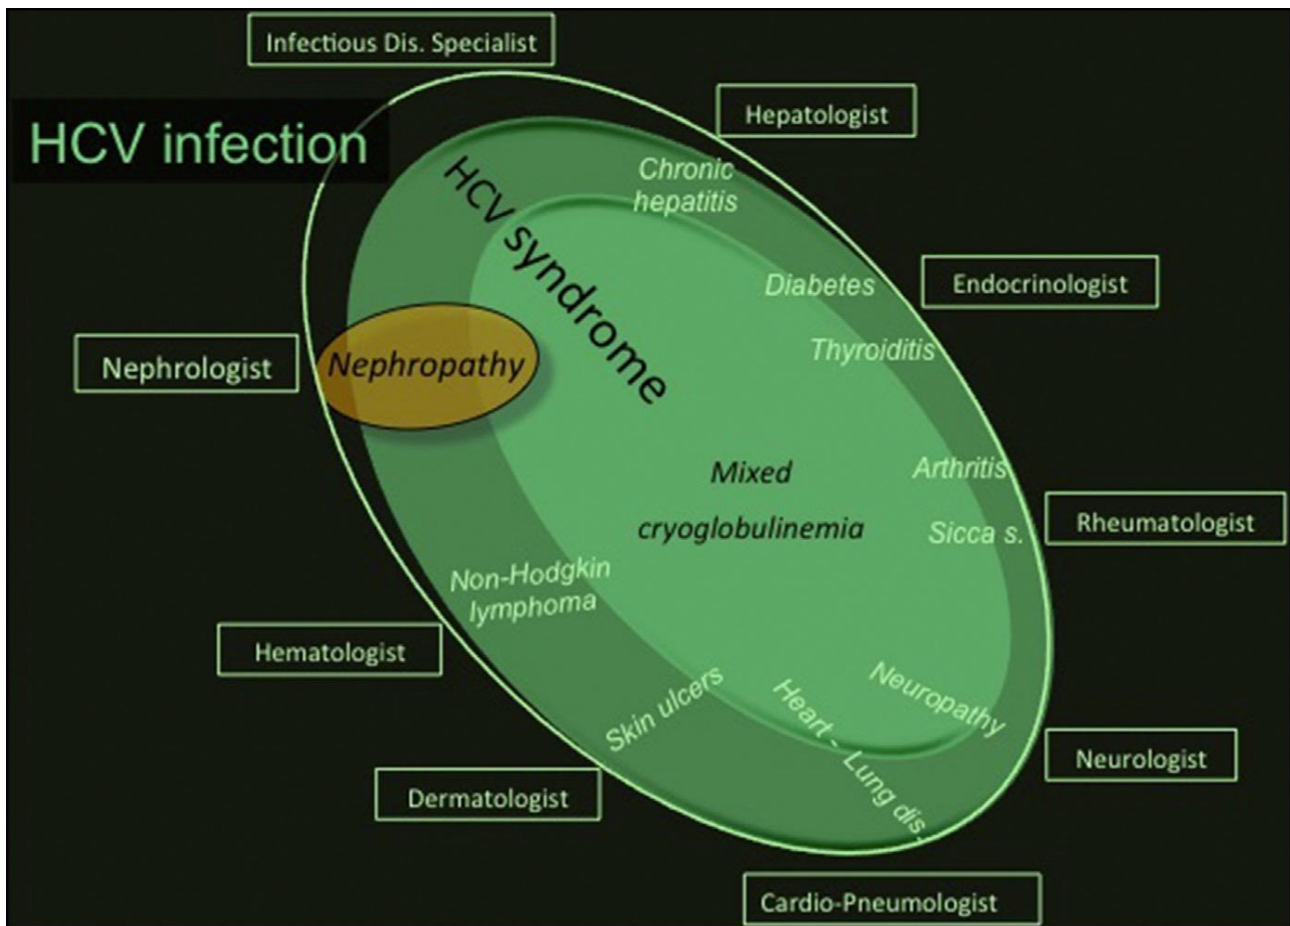 Infectious Dis. Specialist
HCV infection
Hepatologist
Chronic
hepatitis
HCV syndrome
Diabetes
Endocrinologist
Thyroiditis
Nephrologist
Nephropathy
Mixed
cryoglobulinemia
Arthritis
Sicca s.
Rheumatologist
Non-Hodgkin
lymphoma
Hematologist
Skin ulcers
Heart - Lung dis.
Neuropathy
Neurologist
Dermatologist
Cardio-Pneumologist